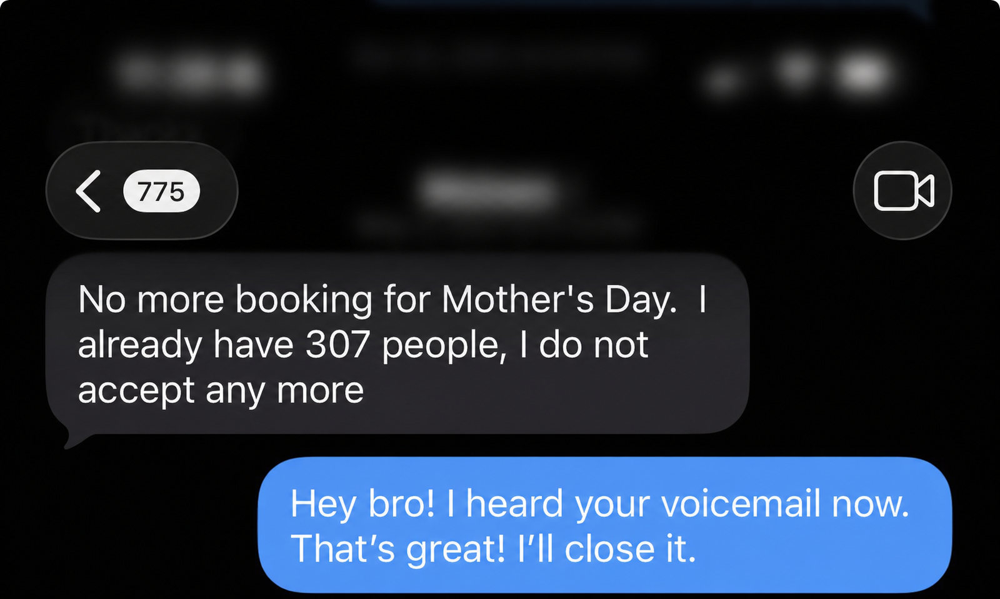 775
No more booking for Mother's Day.  I
already have 307 people, I do not
accept any more
Hey bro! I heard your voicemail now.
That’s great! I’ll close it.